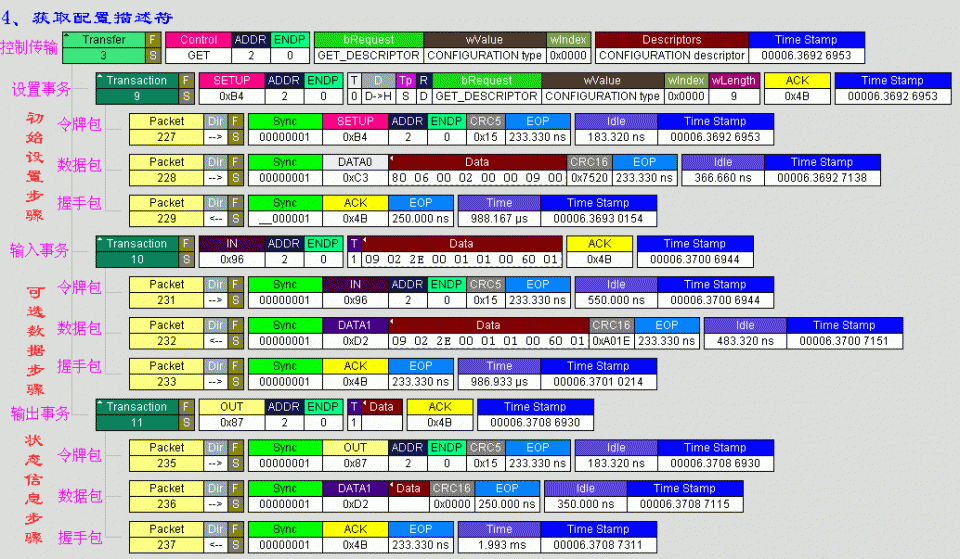 4、获取配置描述符
控制传输 Transfer F Control ADDR ENDP bRequest wValue wIndex Descriptors Time Stamp
3 S GET 2 0 GET_DESCRIPTOR CONFIGURATION type 0x0000 CONFIGURATION descriptor 00006.3692 6953
设置事务 Transaction F SETUP ADDR ENDP T D Tp R bRequest wValue wIndex wLength ACK Time Stamp
9 S 0xB4 2 0 0 D->H S D GET_DESCRIPTOR CONFIGURATION type 0x0000 9 0x4B 00006.3692 6953
初始设置步骤
令牌包 Packet Dir F Sync SETUP ADDR ENDP CRC5 EOP Idle Time Stamp
227 --> S 00000001 0xB4 2 0 0x15 233.330 ns 183.320 ns 00006.3692 6953
数据包 Packet Dir F Sync DATA0 Data CRC16 EOP Idle Time Stamp
228 --> S 00000001 0xC3 80 06 00 02 00 00 09 00 0x7520 233.330 ns 366.660 ns 00006.3692 7138
握手包 Packet Dir F Sync ACK EOP Time Time Stamp
229 <-- S __000001 0x4B 250.000 ns 988.167 µs 00006.3693 0154
输入事务 Transaction F IN ADDR ENDP T Data ACK Time Stamp
10 S 0x96 2 0 1 09 02 2E 00 01 01 00 60 01 0x4B 00006.3700 6944
可选数据步骤
令牌包 Packet Dir F Sync IN ADDR ENDP CRC5 EOP Idle Time Stamp
231 --> S 00000001 0x96 2 0 0x15 233.330 ns 550.000 ns 00006.3700 6944
数据包 Packet Dir F Sync DATA1 Data CRC16 EOP Idle Time Stamp
232 <-- S 00000001 0xD2 09 02 2E 00 01 01 00 60 01 0xA01E 233.330 ns 483.320 ns 00006.3700 7151
握手包 Packet Dir F Sync ACK EOP Time Time Stamp
233 --> S 00000001 0x4B 233.330 ns 986.933 µs 00006.3701 0214
输出事务 Transaction F OUT ADDR ENDP T Data ACK Time Stamp
11 S 0x87 2 0 1 0x4B 00006.3708 6930
状态信息步骤
令牌包 Packet Dir F Sync OUT ADDR ENDP CRC5 EOP Idle Time Stamp
235 --> S 00000001 0x87 2 0 0x15 233.330 ns 183.320 ns 00006.3708 6930
数据包 Packet Dir F Sync DATA1 Data CRC16 EOP Idle Time Stamp
236 --> S 00000001 0xD2 0x0000 250.000 ns 350.000 ns 00006.3708 7115
握手包 Packet Dir F Sync ACK EOP Time Time Stamp
237 <-- S 00000001 0x4B 233.330 ns 1.993 ms 00006.3708 7311